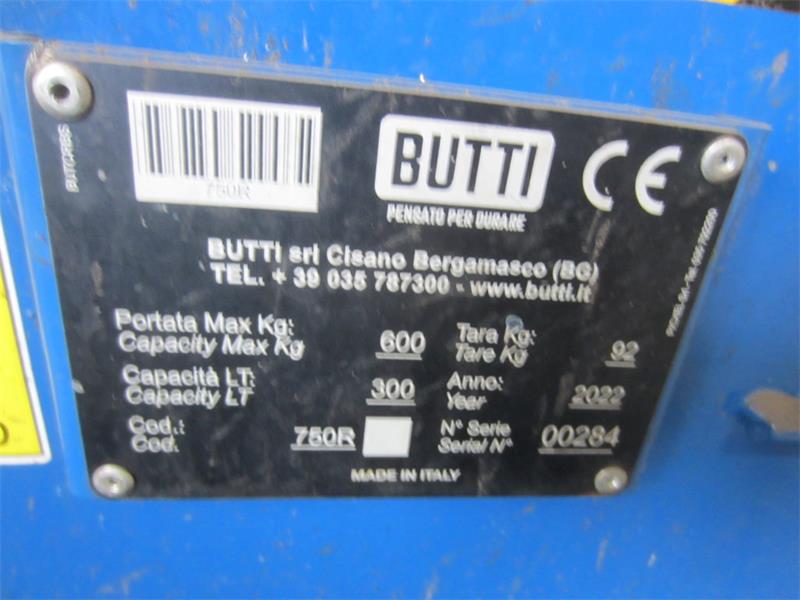 750R
BUTTI
PENSATO PER DURARE
CE
BUTTI srl Cisano Bergamasco (BG)
TEL. + 39 035 787300 - www.butti.it
Portata Max Kg:
Capacity Max Kg
600
Tara Kg:
Tare Kg
92
Capacità LT:
Capacity LT
300
Anno:
Year
2022
Cod.:
Cod.
750R
N° Serie
Serial N°
00284
MADE IN ITALY